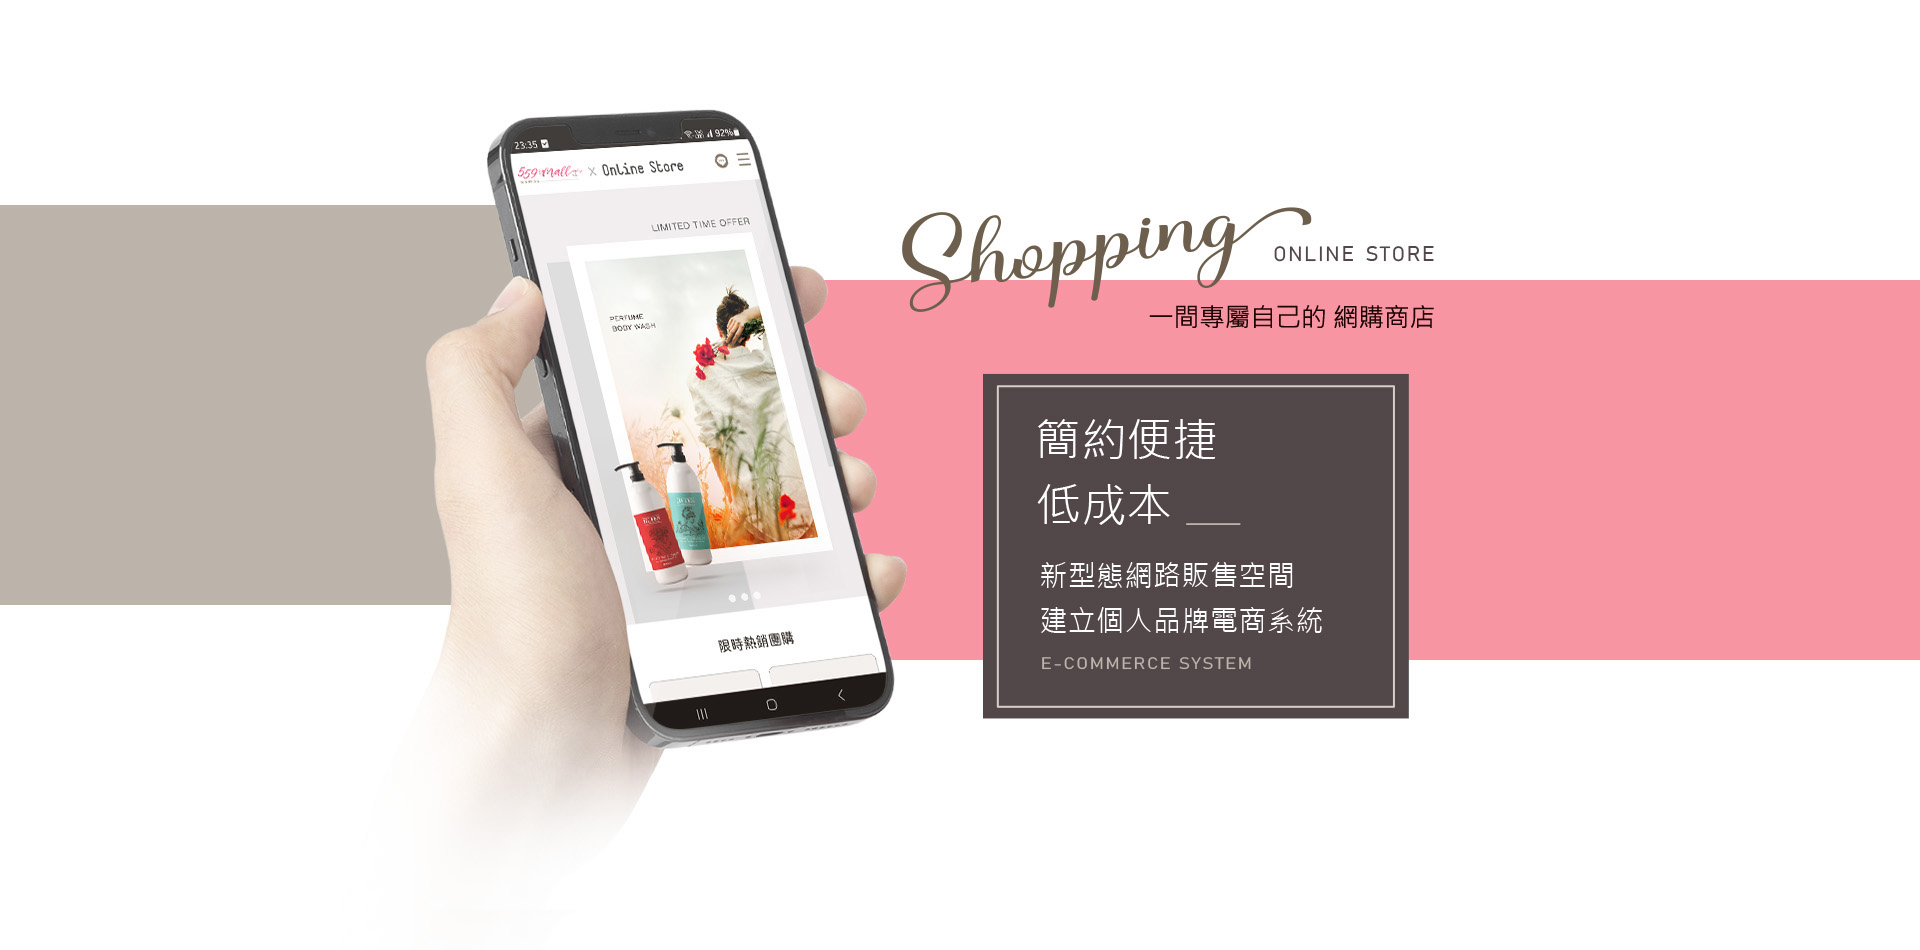 23:35
92%
559 Mall X Online Store
LIMITED TIME OFFER
PERFUME
BODY WASH
限時熱銷團購
Shopping
ONLINE STORE
一間專屬自己的 網購商店
簡約便捷
低成本
新型態網路販售空間
建立個人品牌電商系統
E-COMMERCE SYSTEM